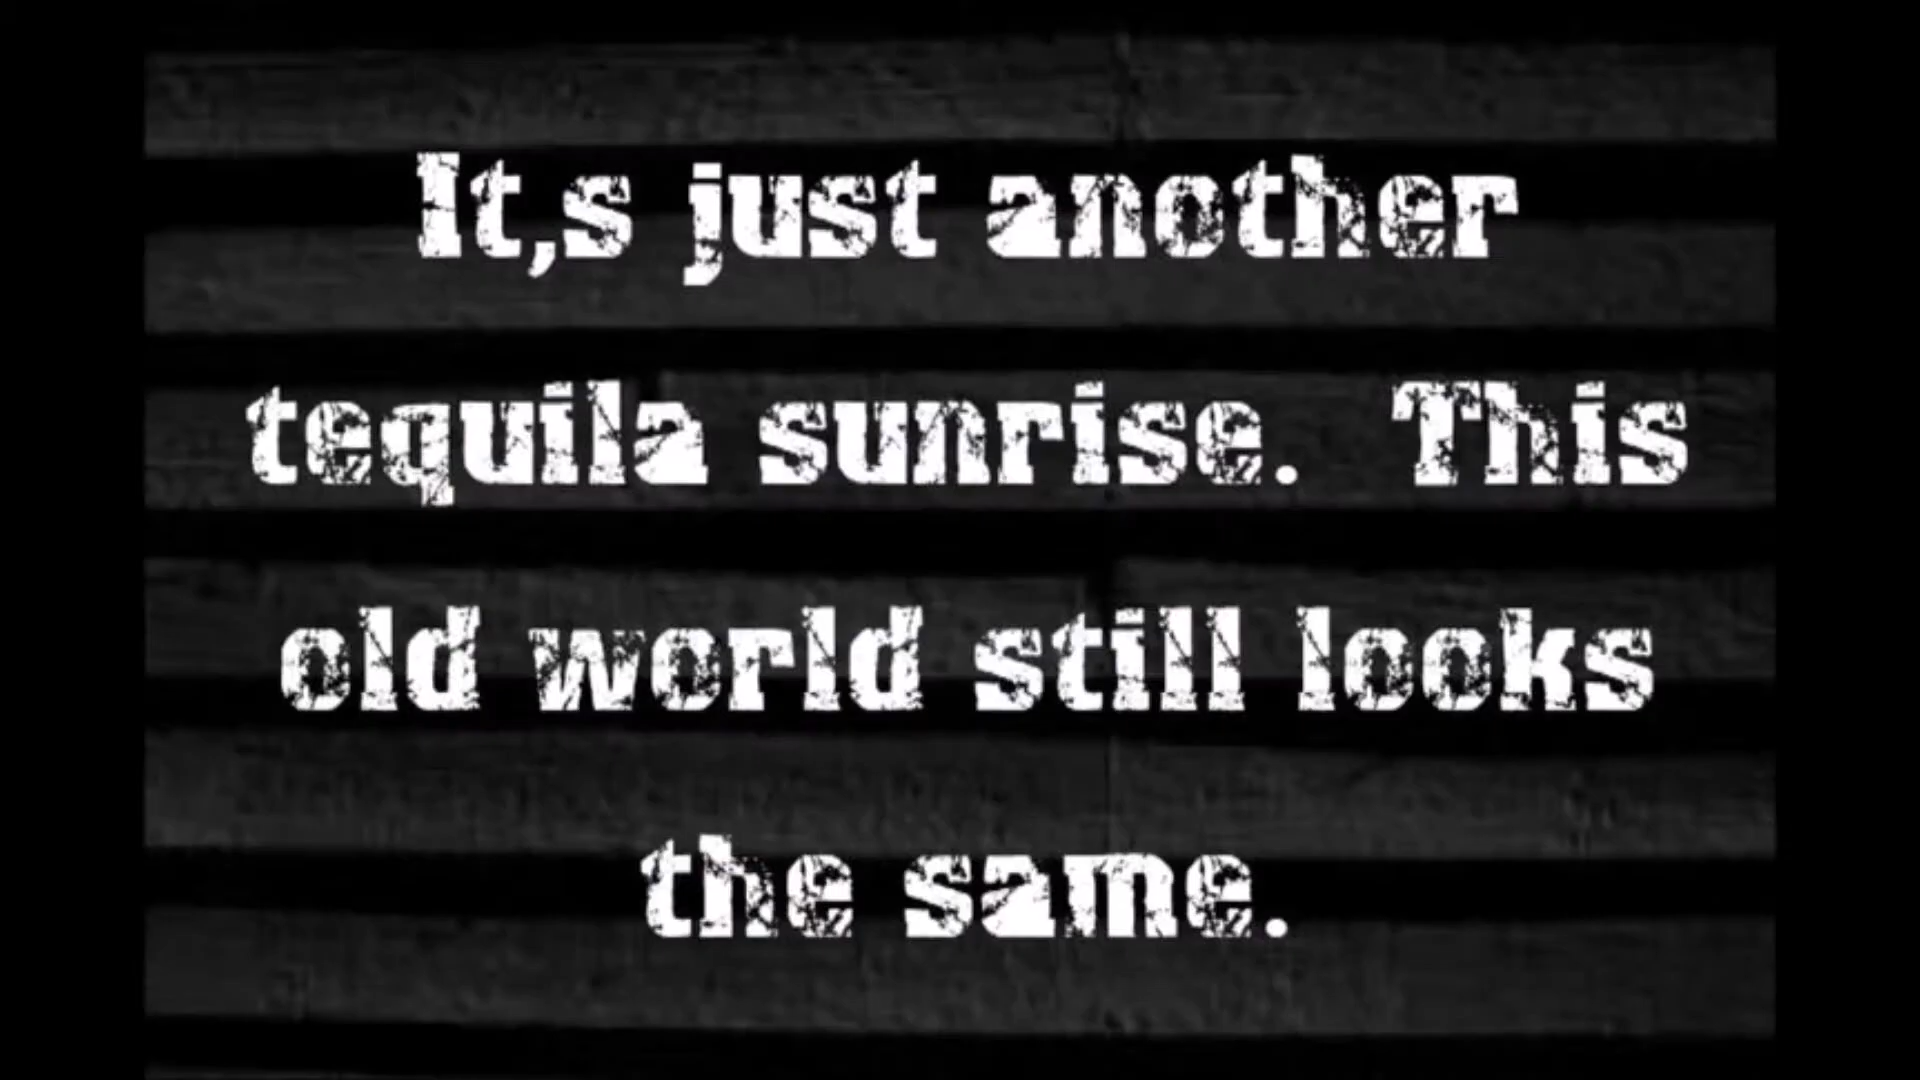 It,s just another
tequila sunrise.  This
old world still looks
the same.